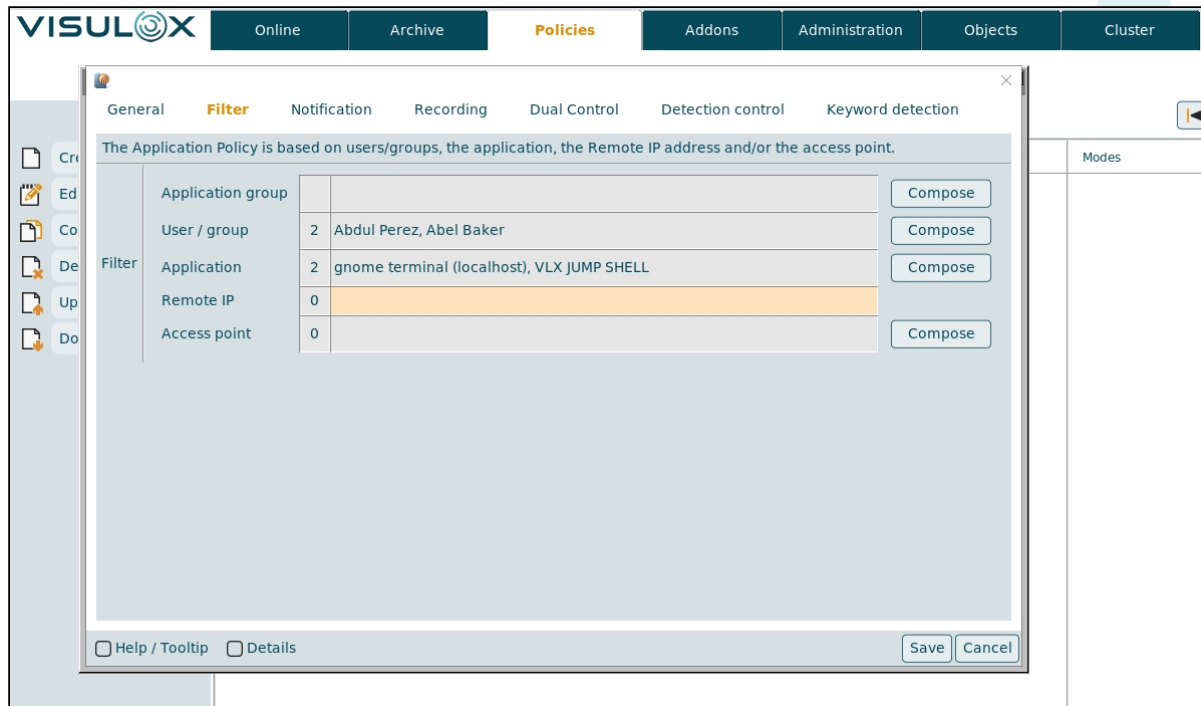 VISULOX Online Archive Policies Addons Administration Objects Cluster
General Filter Notification Recording Dual Control Detection control Keyword detection
The Application Policy is based on users/groups, the application, the Remote IP address and/or the access point.
Modes
Cre
Ed
Co
De
Up
Do
Filter
Application group Compose
User / group 2 Abdul Perez, Abel Baker Compose
Application 2 gnome terminal (localhost), VLX JUMP SHELL Compose
Remote IP 0
Access point 0 Compose
Help / Tooltip Details Save Cancel